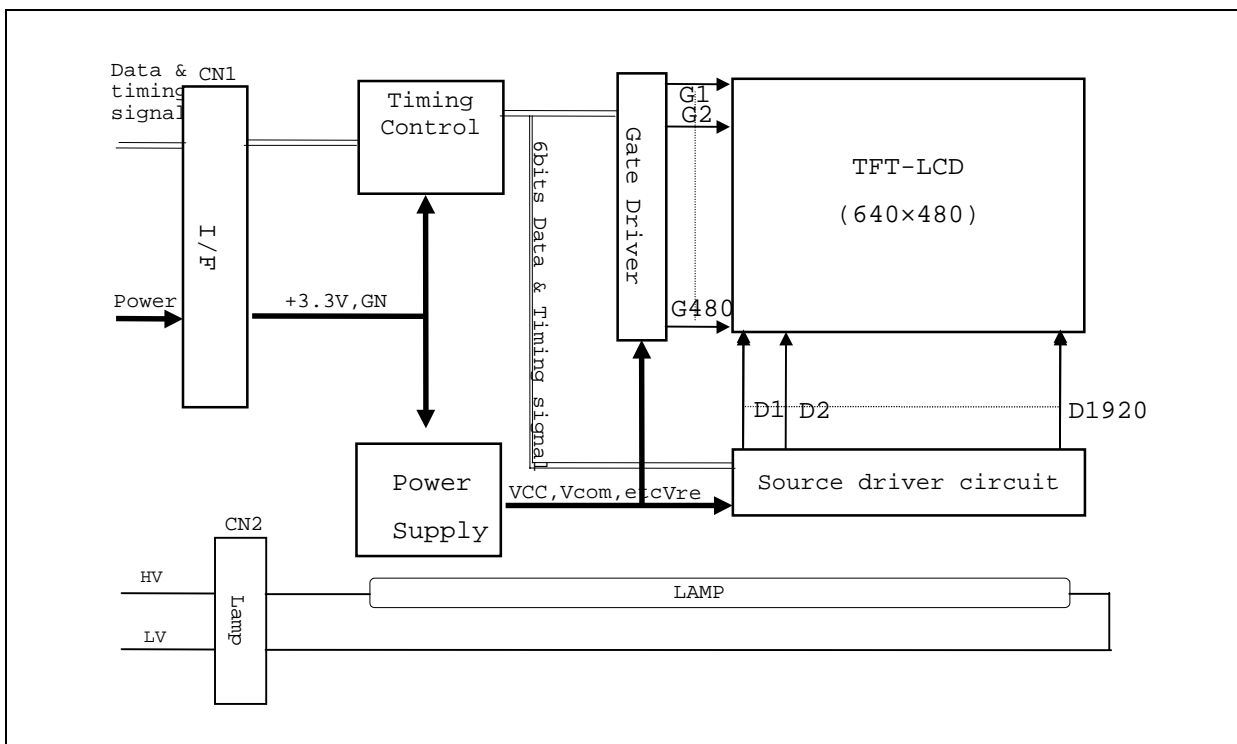 Data &
timing
signal
CN1
I/F
Power
Timing
Control
+3.3V,GN
6bits Data & Timing signal
Gate Driver
G1
G2
G480
TFT-LCD
(640×480)
D1
D2
D1920
Source driver circuit
Power
Supply
VCC,Vcom,etcVre
CN2
HV
LV
Lamp
LAMP